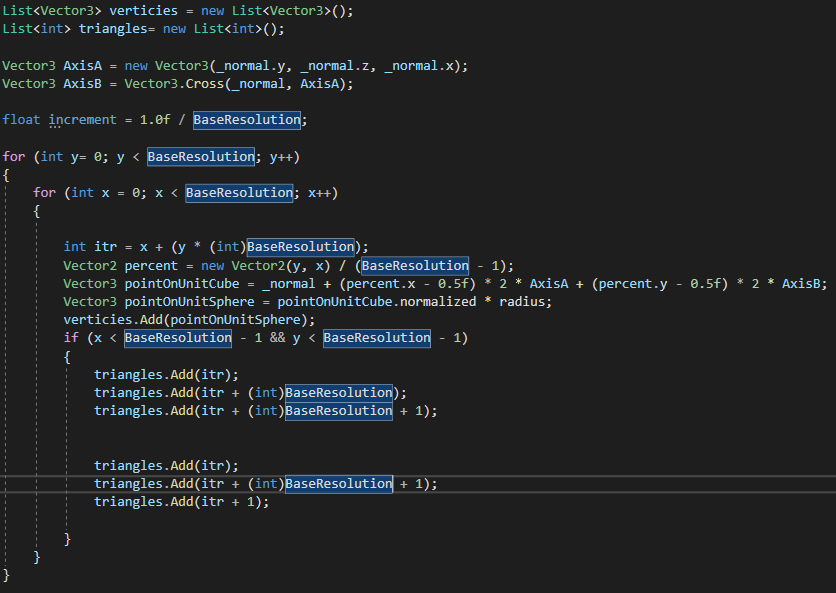 List<Vector3> verticies = new List<Vector3>();
List<int> triangles= new List<int>();
Vector3 AxisA = new Vector3(_normal.y, _normal.z, _normal.x);
Vector3 AxisB = Vector3.Cross(_normal, AxisA);
float increment = 1.0f / BaseResolution;
for (int y= 0; y < BaseResolution; y++)
{
for (int x = 0; x < BaseResolution; x++)
{
int itr = x + (y * (int)BaseResolution);
Vector2 percent = new Vector2(y, x) / (BaseResolution - 1);
Vector3 pointOnUnitCube = _normal + (percent.x - 0.5f) * 2 * AxisA + (percent.y - 0.5f) * 2 * AxisB;
Vector3 pointOnUnitSphere = pointOnUnitCube.normalized * radius;
verticies.Add(pointOnUnitSphere);
if (x < BaseResolution - 1 && y < BaseResolution - 1)
{
triangles.Add(itr);
triangles.Add(itr + (int)BaseResolution);
triangles.Add(itr + (int)BaseResolution + 1);
triangles.Add(itr);
triangles.Add(itr + (int)BaseResolution + 1);
triangles.Add(itr + 1);
}
}
}